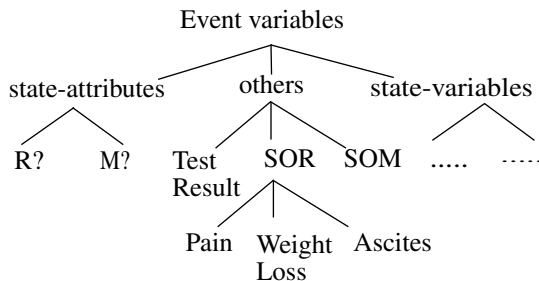 Event variables
state-attributes others state-variables
R? M? Test Result SOR SOM ..... ......
Pain Weight Loss Ascites